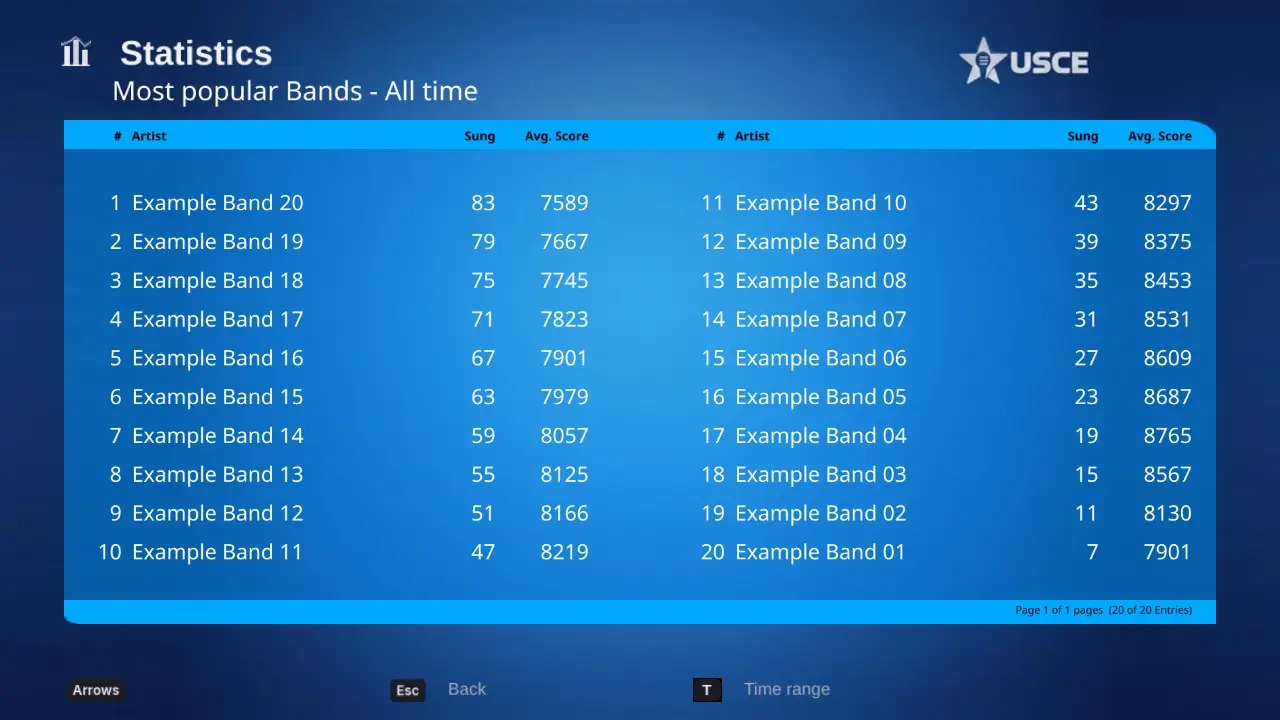 Statistics
USCE
Most popular Bands - All time
# Artist Sung Avg. Score # Artist Sung Avg. Score
1 Example Band 20 83 7589 11 Example Band 10 43 8297
2 Example Band 19 79 7667 12 Example Band 09 39 8375
3 Example Band 18 75 7745 13 Example Band 08 35 8453
4 Example Band 17 71 7823 14 Example Band 07 31 8531
5 Example Band 16 67 7901 15 Example Band 06 27 8609
6 Example Band 15 63 7979 16 Example Band 05 23 8687
7 Example Band 14 59 8057 17 Example Band 04 19 8765
8 Example Band 13 55 8125 18 Example Band 03 15 8567
9 Example Band 12 51 8166 19 Example Band 02 11 8130
10 Example Band 11 47 8219 20 Example Band 01 7 7901
Page 1 of 1 pages (20 of 20 Entries)
Arrows Esc Back T Time range